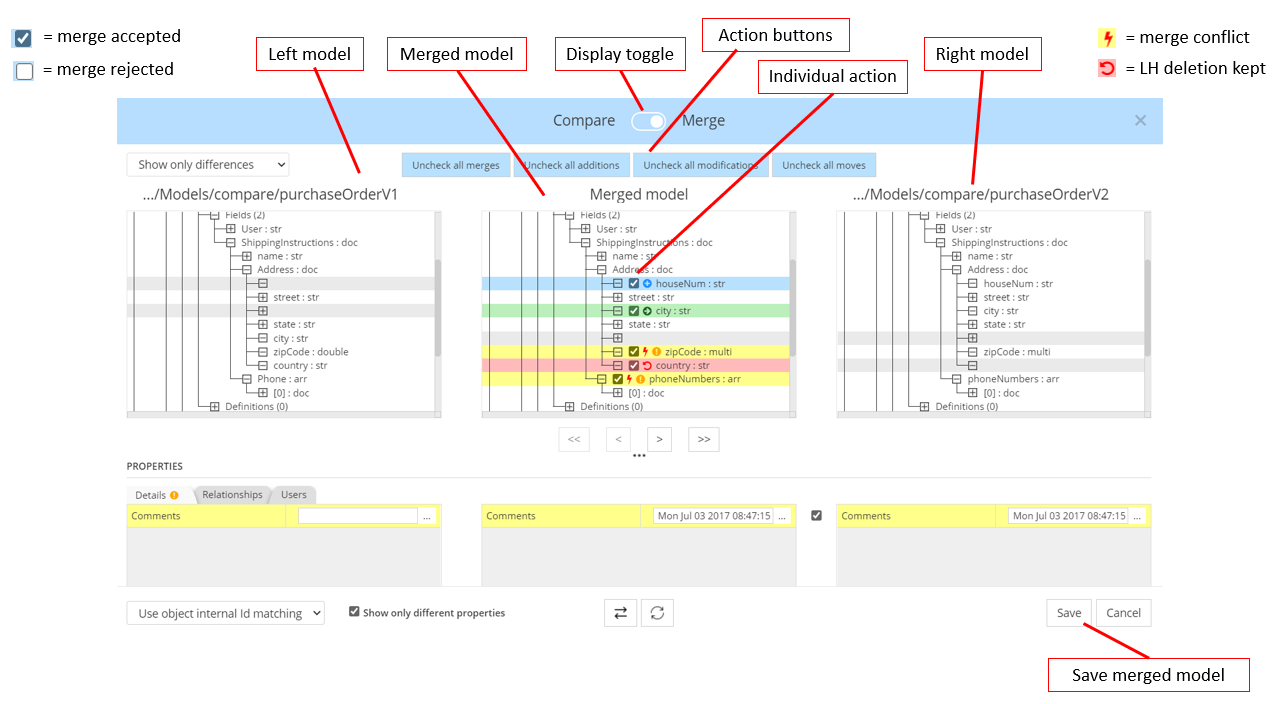 = merge accepted
= merge rejected
Left model
Merged model
Display toggle
Action buttons
Individual action
Right model
= merge conflict
= LH deletion kept
Compare
Merge
Show only differences
Uncheck all merges
Uncheck all additions
Uncheck all modifications
Uncheck all moves
.../Models/compare/purchaseOrderV1
Merged model
.../Models/compare/purchaseOrderV2
Fields (2)
User : str
ShippingInstructions : doc
name : str
Address : doc
street : str
state : str
city : str
zipCode : double
country : str
Phone : arr
[0] : doc
Definitions (0)
Fields (2)
User : str
ShippingInstructions : doc
name : str
Address : doc
houseNum : str
street : str
city : str
state : str
zipCode : multi
country : str
phoneNumbers : arr
[0] : doc
Definitions (0)
Fields (2)
User : str
ShippingInstructions : doc
name : str
Address : doc
houseNum : str
street : str
city : str
state : str
zipCode : multi
phoneNumbers : arr
[0] : doc
Definitions (0)
<< < > >>
...
PROPERTIES
Details
Relationships
Users
Comments ...
Comments Mon Jul 03 2017 08:47:15 ...
Comments Mon Jul 03 2017 08:47:15 ...
Use object internal Id matching
Show only different properties
Save
Cancel
Save merged model